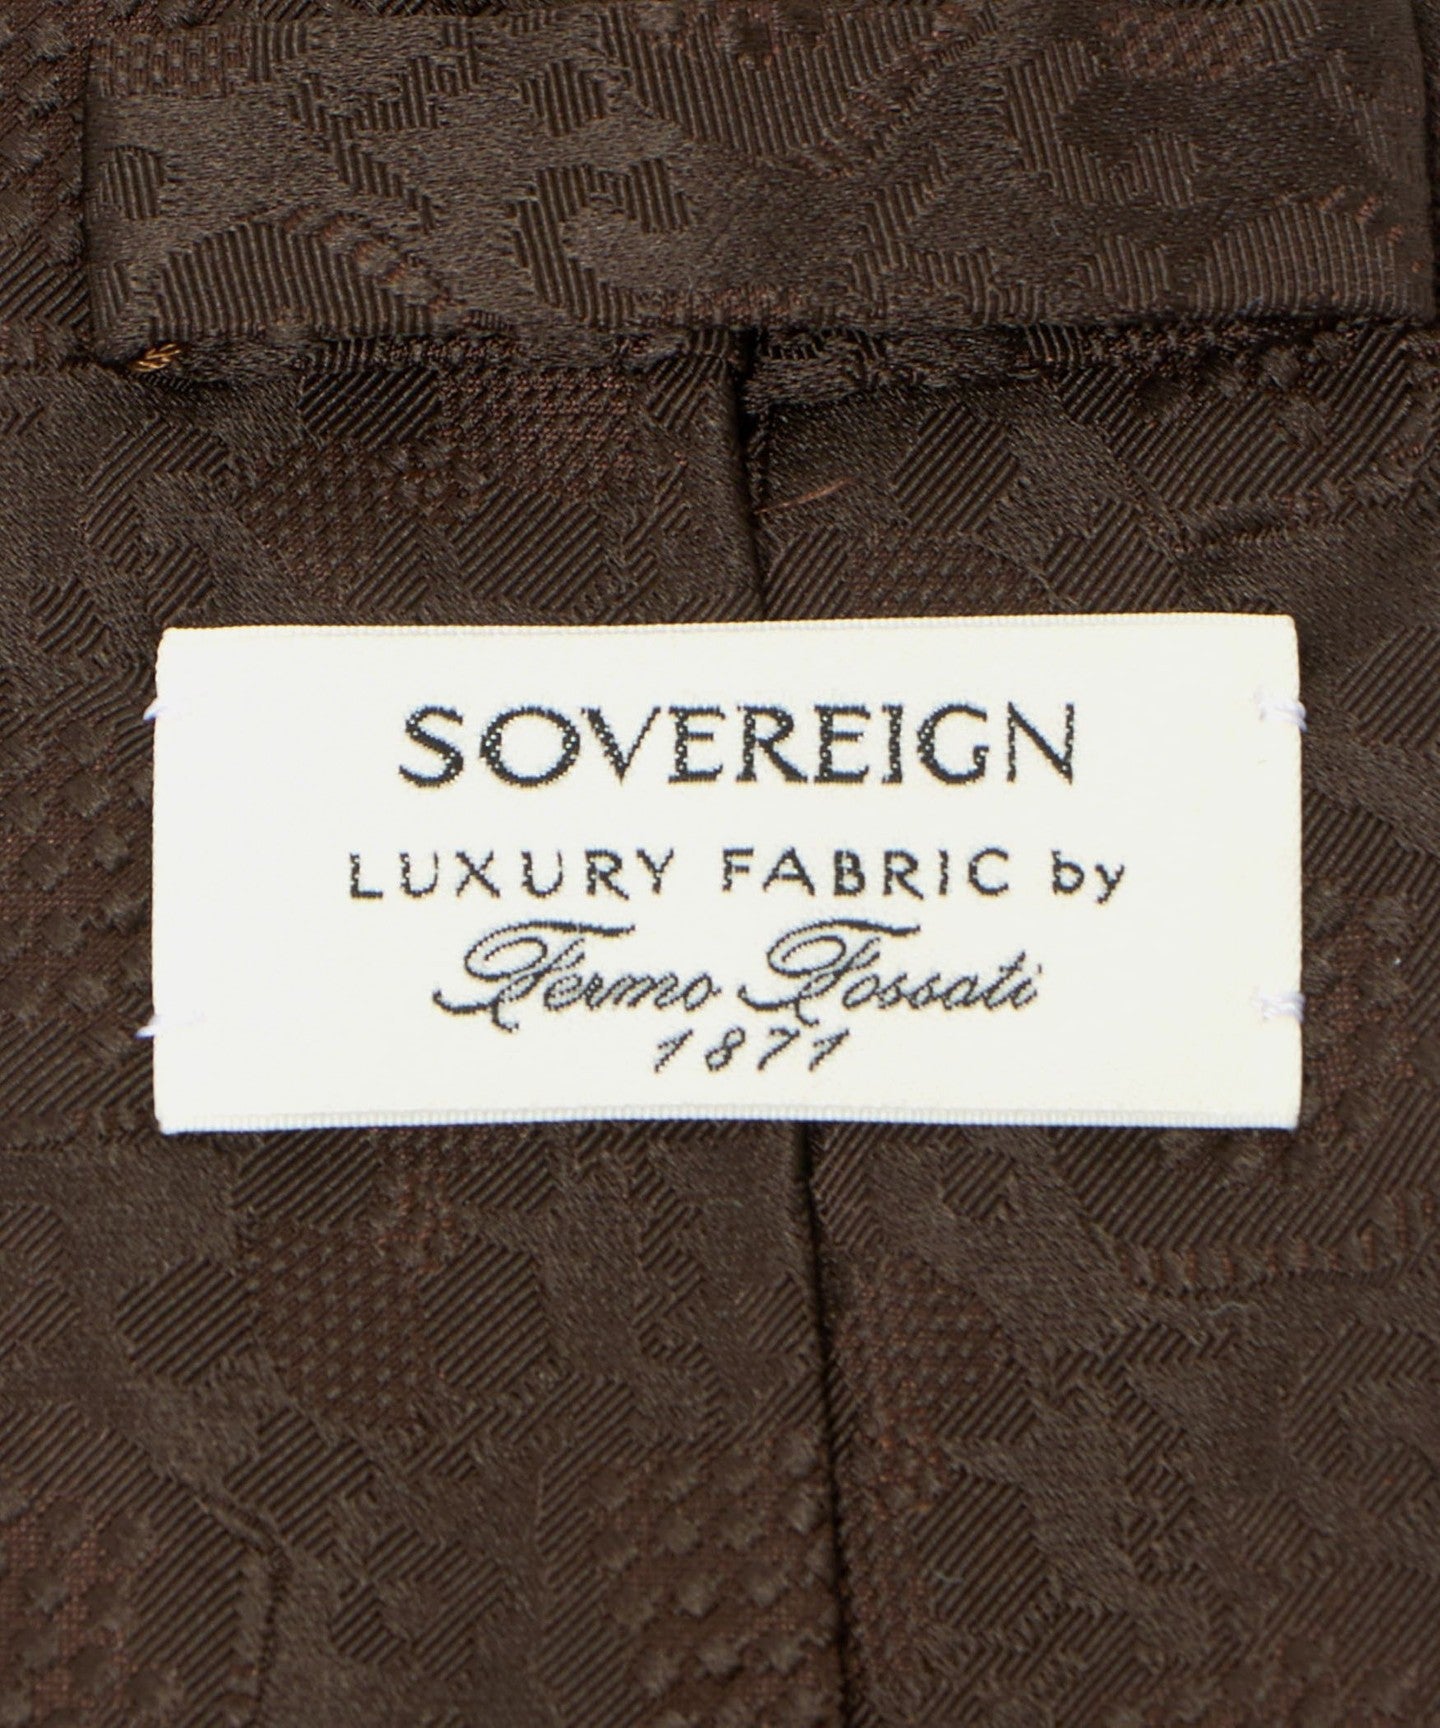 SOVEREIGN
LUXURY FABRIC by
Fermo Fossati
1871